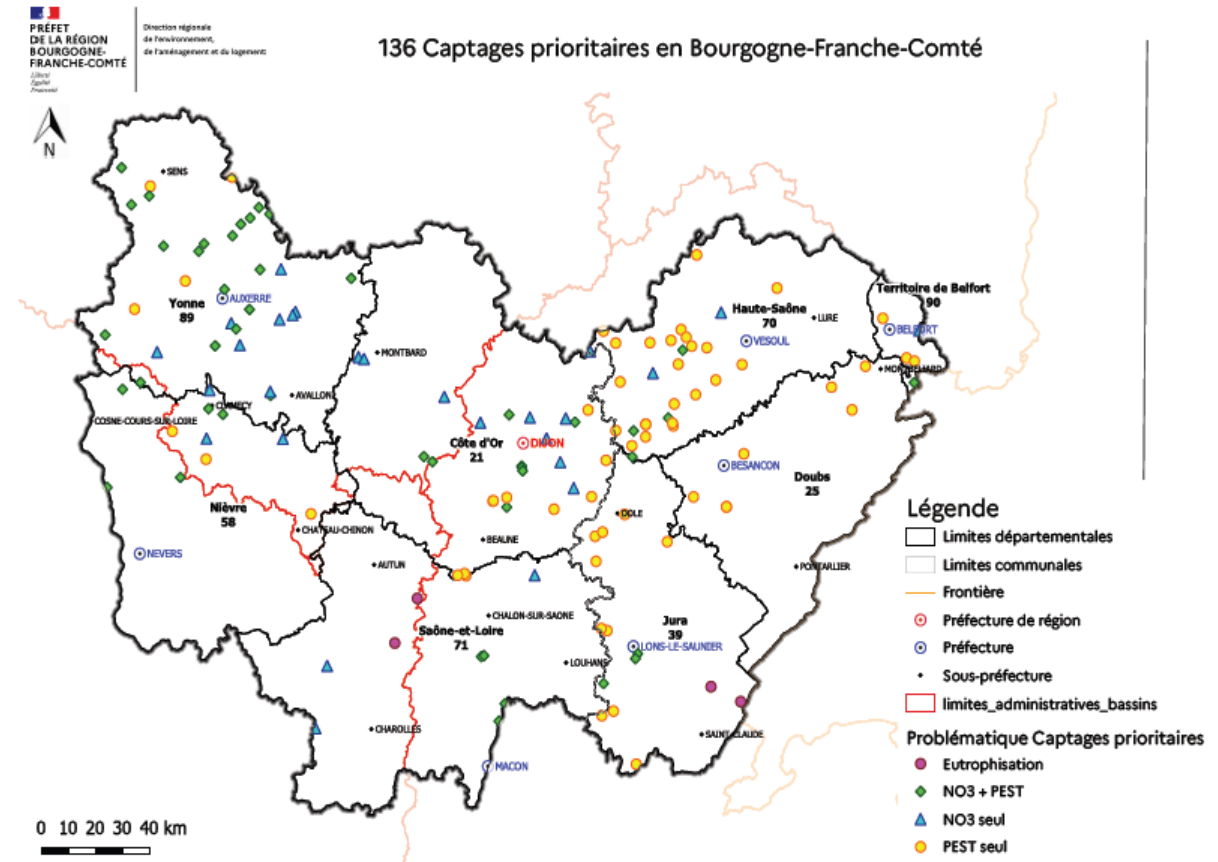 PRÉFET
DE LA RÉGION
BOURGOGNE-
FRANCHE-COMTÉ
Liberté
Égalité
Fraternité
Direction régionale
de l'environnement,
de l'aménagement et du logement
136 Captages prioritaires en Bourgogne-Franche-Comté
N
SENS
Yonne
89
AUXERRE
MONTBARD
AVALLON
CLAMECY
COSNE-COURS-SUR-LOIRE
Nièvre
58
NEVERS
CHATEAU-CHINON
Côte d'Or
21
DIJON
BEAUNE
AUTUN
CHALON-SUR-SAONE
Saône-et-Loire
71
LOUHANS
CHAROLLES
MACON
Haute-Saône
70
LURE
VESOUL
Territoire de Belfort
90
BELFORT
MONTBELIARD
BESANCON
Doubs
25
DOLE
PONTARLIER
Jura
39
LONS-LE-SAUNIER
SAINT-CLAUDE
Légende
Limites départementales
Limites communales
Frontière
Préfecture de région
Préfecture
Sous-préfecture
limites_administratives_bassins
Problématique Captages prioritaires
Eutrophisation
NO3 + PEST
NO3 seul
PEST seul
0 10 20 30 40 km